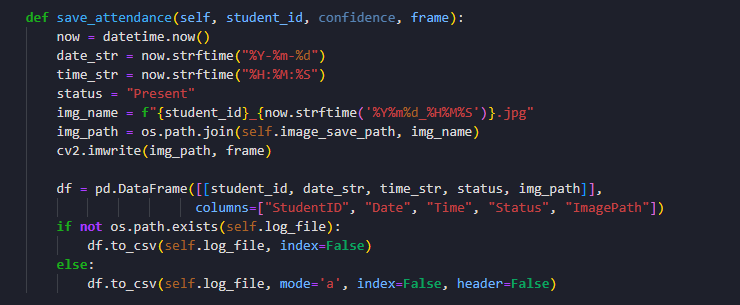 def save_attendance(self, student_id, confidence, frame):
    now = datetime.now()
    date_str = now.strftime("%Y-%m-%d")
    time_str = now.strftime("%H:%M:%S")
    status = "Present"
    img_name = f"{student_id}_{now.strftime('%Y%m%d_%H%M%S')}.jpg"
    img_path = os.path.join(self.image_save_path, img_name)
    cv2.imwrite(img_path, frame)

    df = pd.DataFrame([[student_id, date_str, time_str, status, img_path]],
                      columns=["StudentID", "Date", "Time", "Status", "ImagePath"])
    if not os.path.exists(self.log_file):
        df.to_csv(self.log_file, index=False)
    else:
        df.to_csv(self.log_file, mode='a', index=False, header=False)